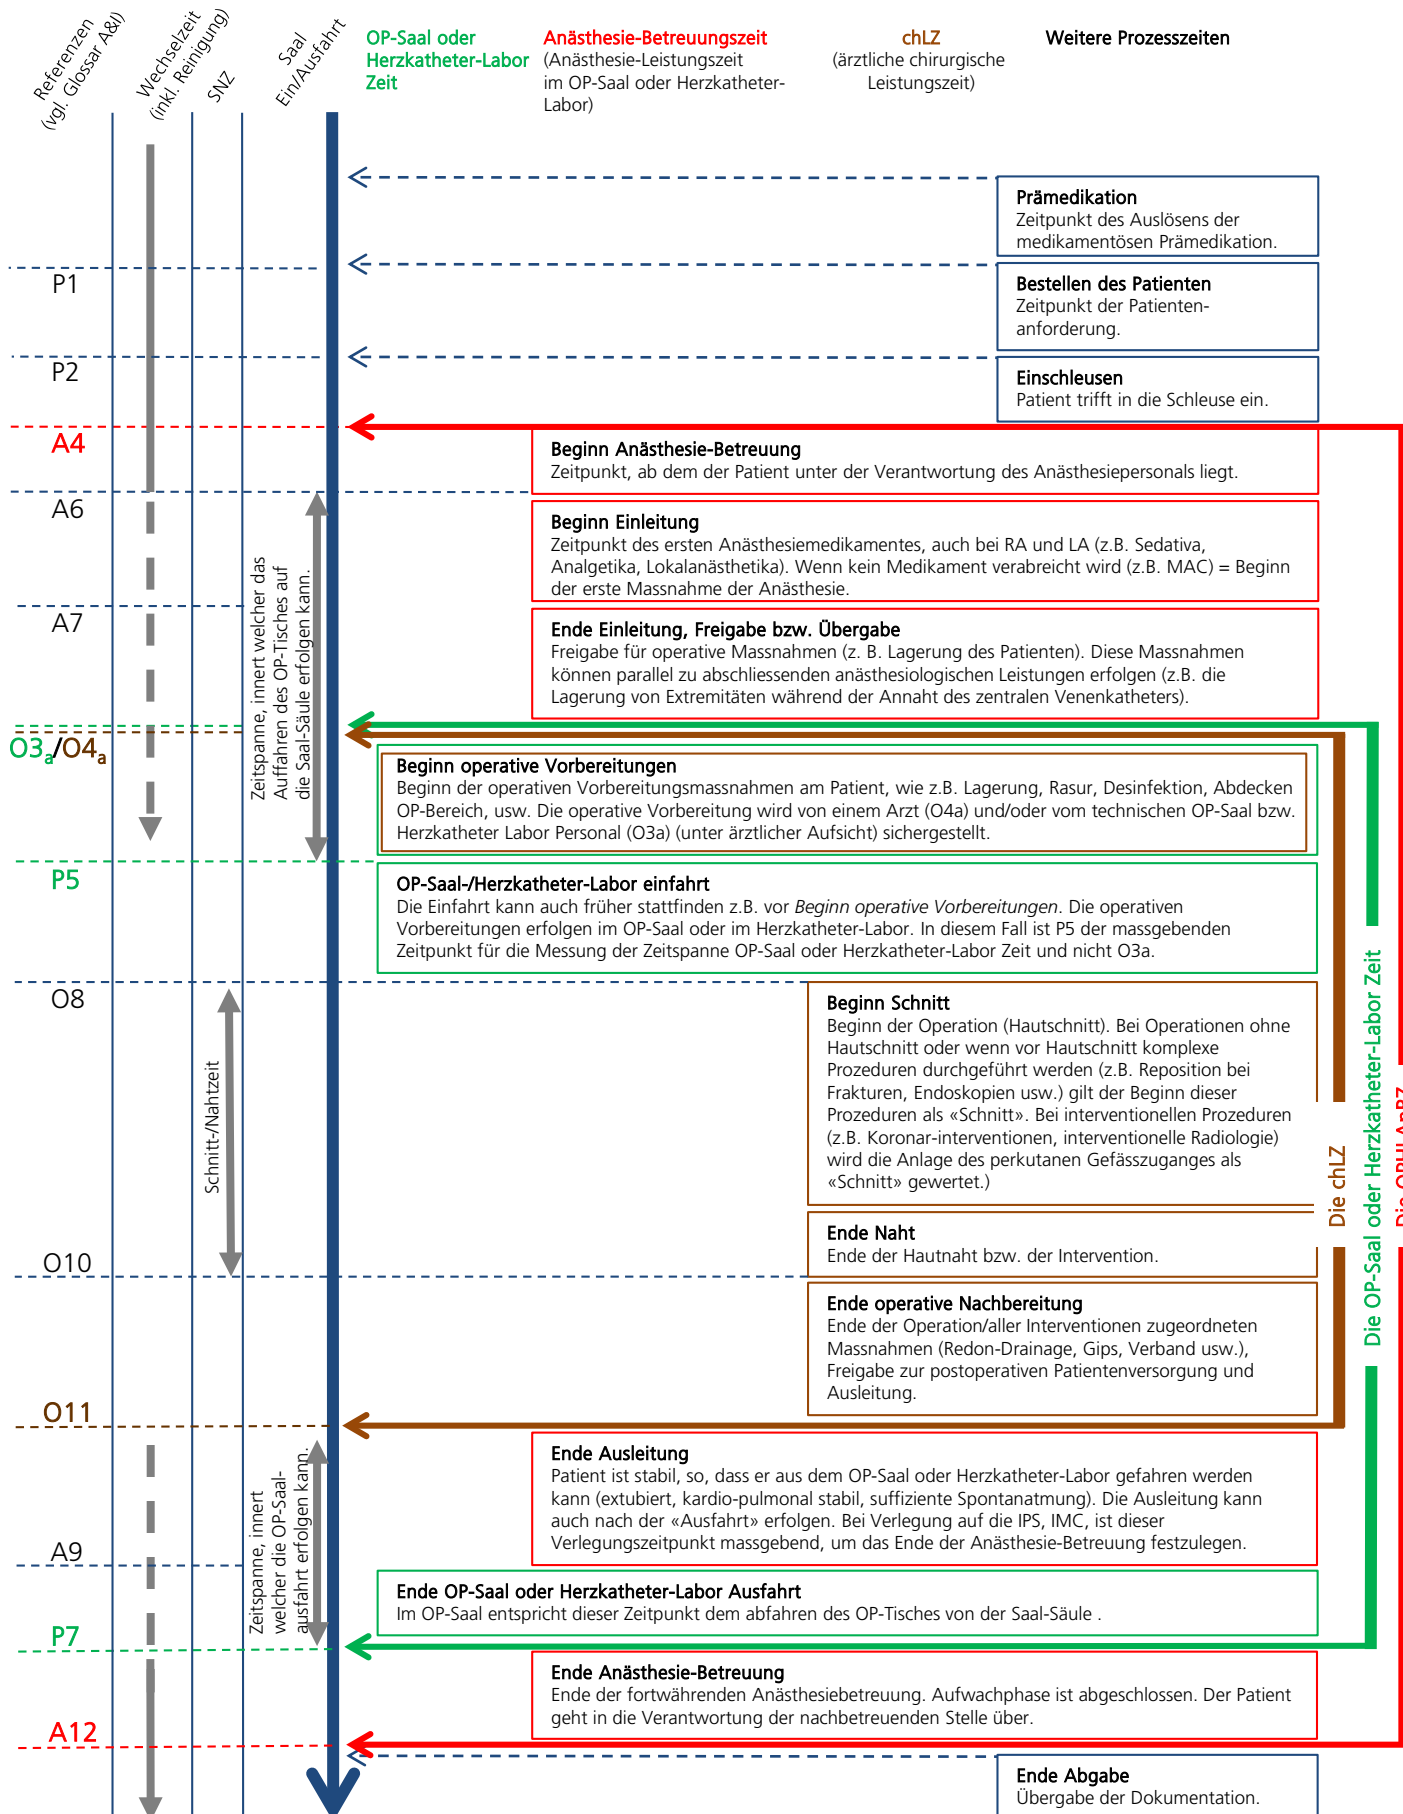 Referenzen
(vgl. Glossar A&I)
Wechselzeit
(inkl. Reinigung)
SNZ
Saal
Ein/Ausfahrt
OP-Saal oder
Herzkatheter-Labor
Zeit
Anästhesie-Betreuungszeit
(Anästhesie-Leistungszeit
im OP-Saal oder Herzkatheter-
Labor)
chLZ
(ärztliche chirurgische
Leistungszeit)
Weitere Prozesszeiten
Prämedikation
Zeitpunkt des Auslösens der
medikamentösen Prämedikation.
P1
Bestellen des Patienten
Zeitpunkt der Patienten-
anforderung.
P2
Einschleusen
Patient trifft in die Schleuse ein.
A4
Beginn Anästhesie-Betreuung
Zeitpunkt, ab dem der Patient unter der Verantwortung des Anästhesiepersonals liegt.
A6
Beginn Einleitung
Zeitpunkt des ersten Anästhesiemedikamentes, auch bei RA und LA (z.B. Sedativa,
Analgetika, Lokalanästhetika). Wenn kein Medikament verabreicht wird (z.B. MAC) = Beginn
der erste Massnahme der Anästhesie.
Zeitspanne, innert welcher das
Auffahren des OP-Tisches auf
die Saal-Säule erfolgen kann.
A7
Ende Einleitung, Freigabe bzw. Übergabe
Freigabe für operative Massnahmen (z. B. Lagerung des Patienten). Diese Massnahmen
können parallel zu abschliessenden anästhesiologischen Leistungen erfolgen (z.B. die
Lagerung von Extremitäten während der Annaht des zentralen Venenkatheters).
O3a/O4a
Beginn operative Vorbereitungen
Beginn der operativen Vorbereitungsmassnahmen am Patient, wie z.B. Lagerung, Rasur, Desinfektion, Abdecken
OP-Bereich, usw. Die operative Vorbereitung wird von einem Arzt (O4a) und/oder vom technischen OP-Saal bzw.
Herzkatheter Labor Personal (O3a) (unter ärztlicher Aufsicht) sichergestellt.
P5
OP-Saal-/Herzkatheter-Labor einfahrt
Die Einfahrt kann auch früher stattfinden z.B. vor Beginn operative Vorbereitungen. Die operativen
Vorbereitungen erfolgen im OP-Saal oder im Herzkatheter-Labor. In diesem Fall ist P5 der massgebenden
Zeitpunkt für die Messung der Zeitspanne OP-Saal oder Herzkatheter-Labor Zeit und nicht O3a.
O8
Beginn Schnitt
Beginn der Operation (Hautschnitt). Bei Operationen ohne
Hautschnitt oder wenn vor Hautschnitt komplexe
Prozeduren durchgeführt werden (z.B. Reposition bei
Frakturen, Endoskopien usw.) gilt der Beginn dieser
Prozeduren als «Schnitt». Bei interventionellen Prozeduren
(z.B. Koronar-interventionen, interventionelle Radiologie)
wird die Anlage des perkutanen Gefässzuganges als
«Schnitt» gewertet.)
Schnitt-/Nahtzeit
Die chLZ
Die OP-Saal oder Herzkatheter-Labor Zeit
Die OPHLAnBZ
Ende Naht
Ende der Hautnaht bzw. der Intervention.
O10
Ende operative Nachbereitung
Ende der Operation/aller Interventionen zugeordneten
Massnahmen (Redon-Drainage, Gips, Verband usw.),
Freigabe zur postoperativen Patientenversorgung und
Ausleitung.
O11
Ende Ausleitung
Patient ist stabil, so, dass er aus dem OP-Saal oder Herzkatheter-Labor gefahren werden
kann (extubiert, kardio-pulmonal stabil, suffiziente Spontanatmung). Die Ausleitung kann
auch nach der «Ausfahrt» erfolgen. Bei Verlegung auf die IPS, IMC, ist dieser
Verlegungszeitpunkt massgebend, um das Ende der Anästhesie-Betreuung festzulegen.
Zeitspanne, innert
welcher die OP-Saal-
ausfahrt erfolgen kann.
A9
Ende OP-Saal oder Herzkatheter-Labor Ausfahrt
Im OP-Saal entspricht dieser Zeitpunkt dem abfahren des OP-Tisches von der Saal-Säule .
P7
Ende Anästhesie-Betreuung
Ende der fortwährenden Anästhesiebetreuung. Aufwachphase ist abgeschlossen. Der Patient
geht in die Verantwortung der nachbetreuenden Stelle über.
A12
Ende Abgabe
Übergabe der Dokumentation.